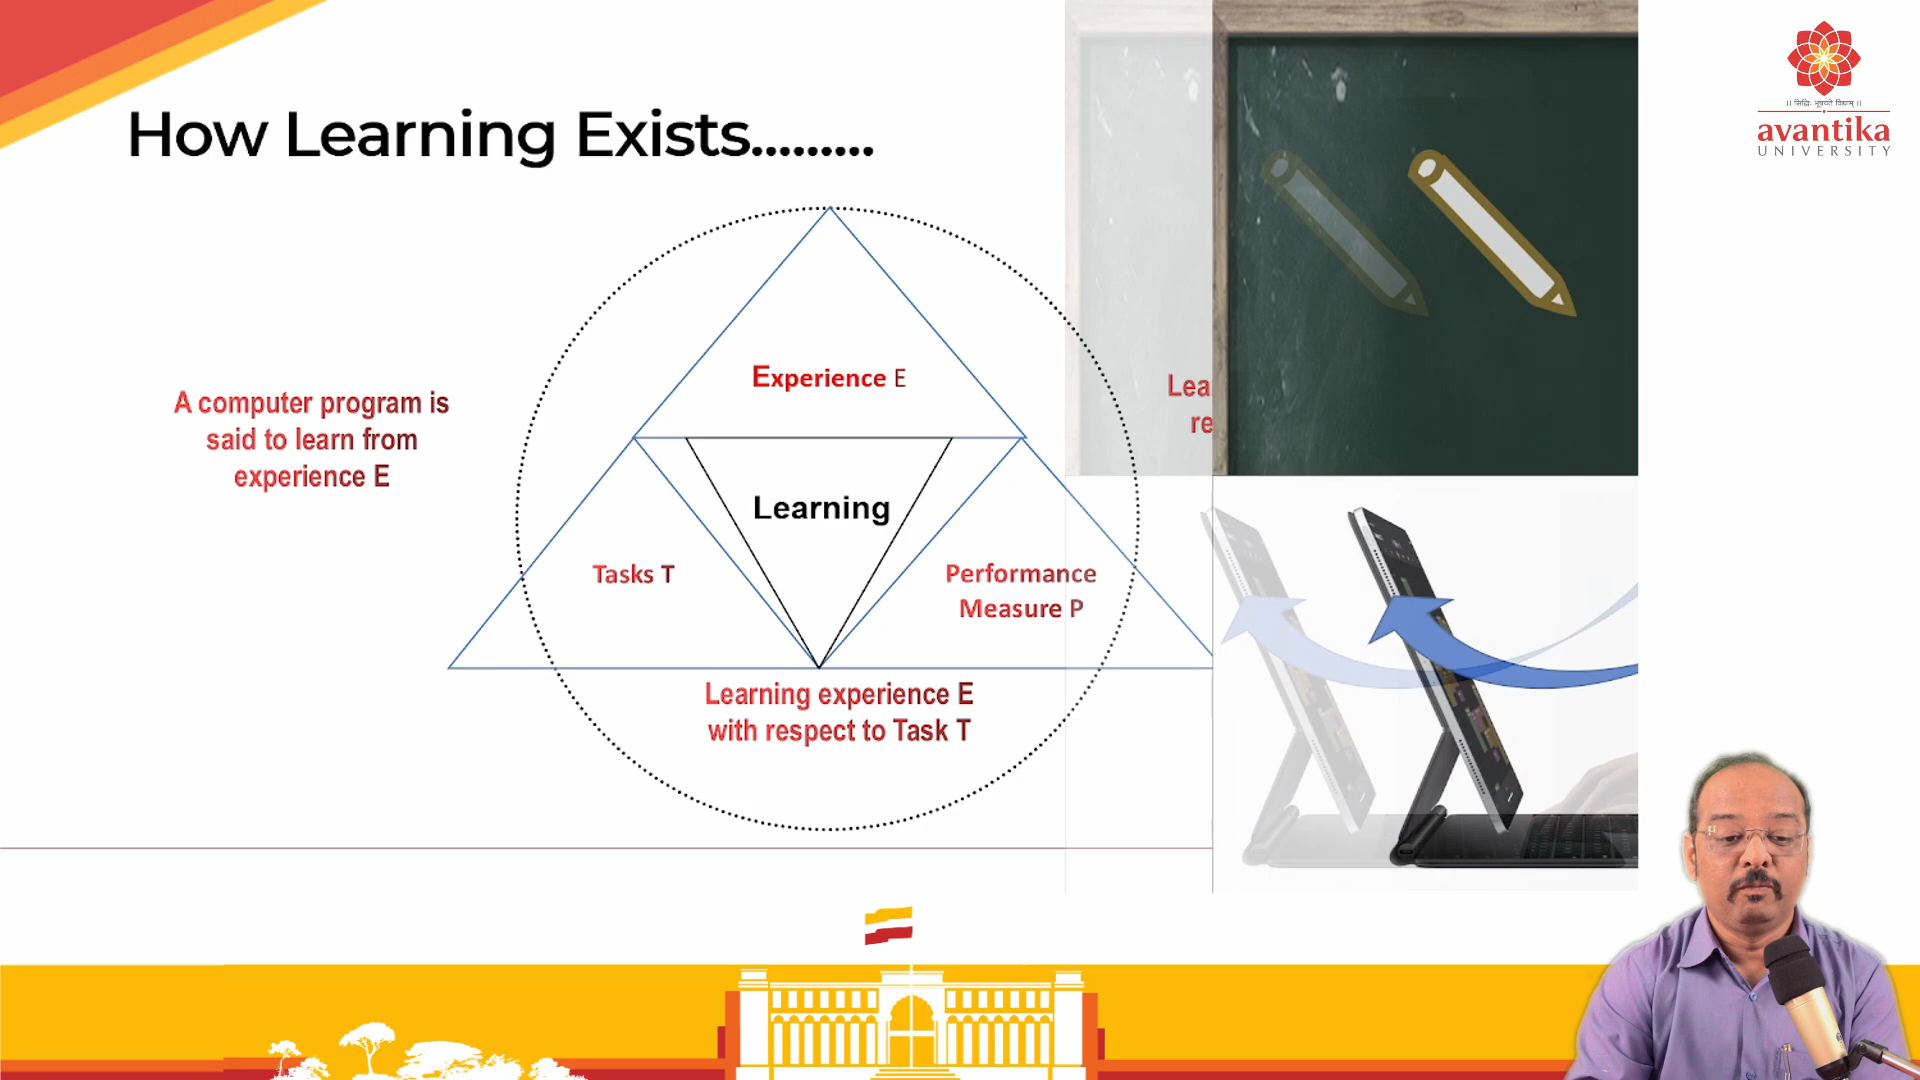 How Learning Exists.........
|| सिद्धिः भूषयते विद्याम् ||
avantika
UNIVERSITY
Experience E
A computer program is
said to learn from
experience E
Lea
re
Learning
Tasks T
Performance
Measure P
Learning experience E
with respect to Task T